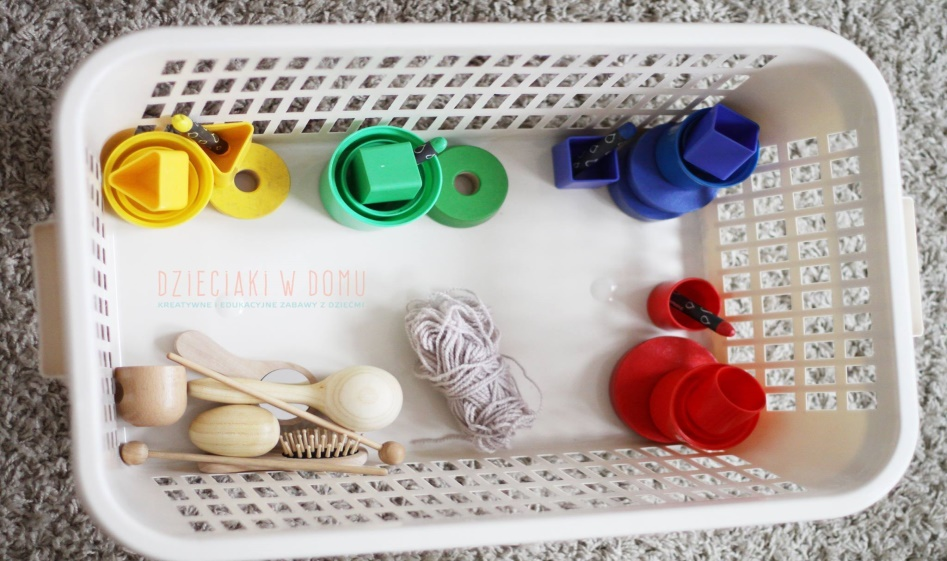 DZIECIAKI W DOMU
KREATYWNE I EDUKACYJNE ZABAWY Z DZIEĆMI